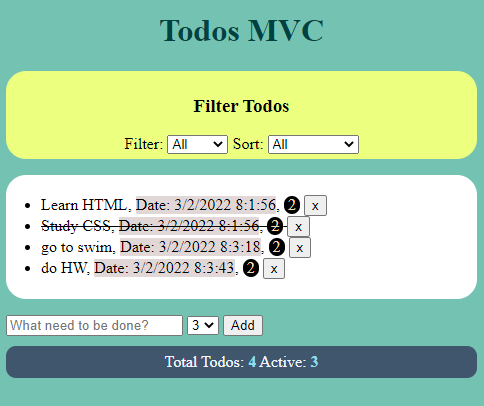 Todos MVC
Filter Todos
Filter: All Sort: All
Learn HTML, Date: 3/2/2022 8:1:56, 2 x
Study CSS, Date: 3/2/2022 8:1:56, 2 x
go to swim, Date: 3/2/2022 8:3:18, 2 x
do HW, Date: 3/2/2022 8:3:43, 2 x
What need to be done? 3 Add
Total Todos: 4 Active: 3